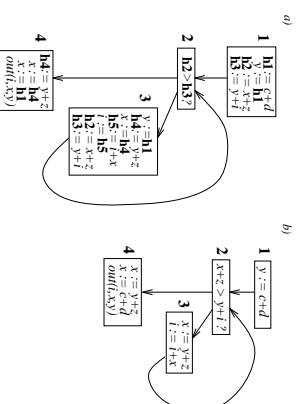 a)
1
h1:= c+d
y := h1
h2:= x+z
h3:= y+i
2
h2 > h3?
3
y := h1
h4:= y+z
x := h4
h5:= i+x
i := h5
h2:= x+z
h3:= y+i
4
h4:= y+z
x := h4
x := h1
out(i,x,y)
b)
1
y := c+d
2
x+z > y+i ?
3
x := y+z
i := i+x
4
x := y+z
x := c+d
out(i,x,y)